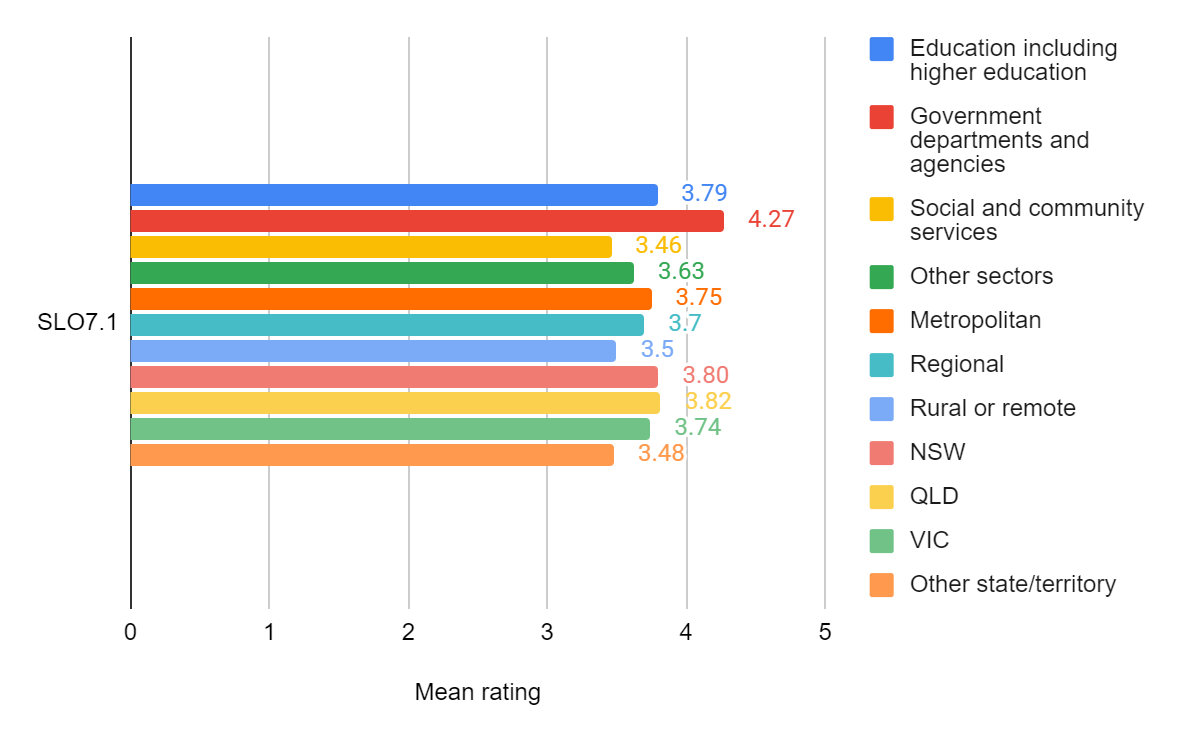 Education including
higher education
Government
departments and
agencies
Social and community
services
Other sectors
Metropolitan
Regional
Rural or remote
NSW
QLD
VIC
Other state/territory
3.79
4.27
3.46
3.63
3.75
3.7
3.5
3.80
3.82
3.74
3.48
SLO7.1
0 1 2 3 4 5
Mean rating